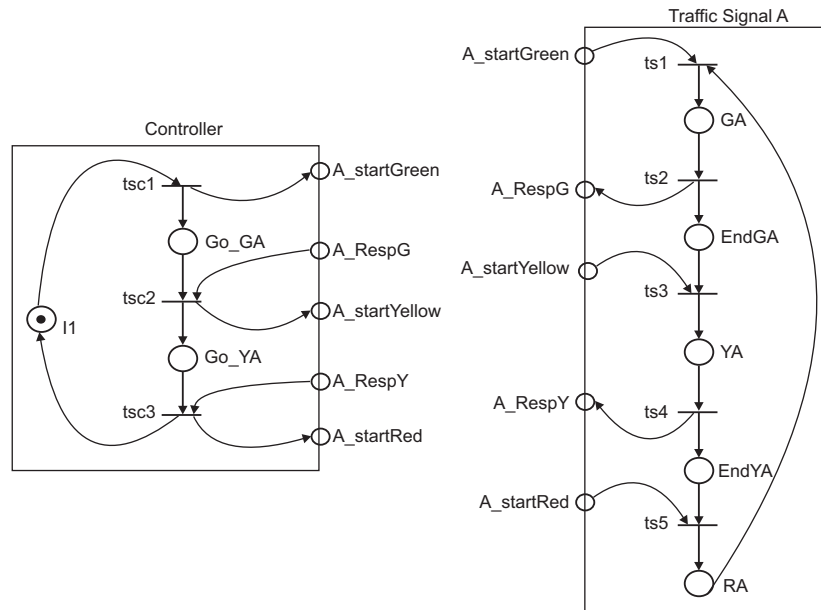 Controller
tsc1
A_startGreen
Go_GA
A_RespG
tsc2
A_startYellow
I1
Go_YA
A_RespY
tsc3
A_startRed
Traffic Signal A
A_startGreen
ts1
GA
A_RespG
ts2
EndGA
A_startYellow
ts3
YA
A_RespY
ts4
EndYA
A_startRed
ts5
RA